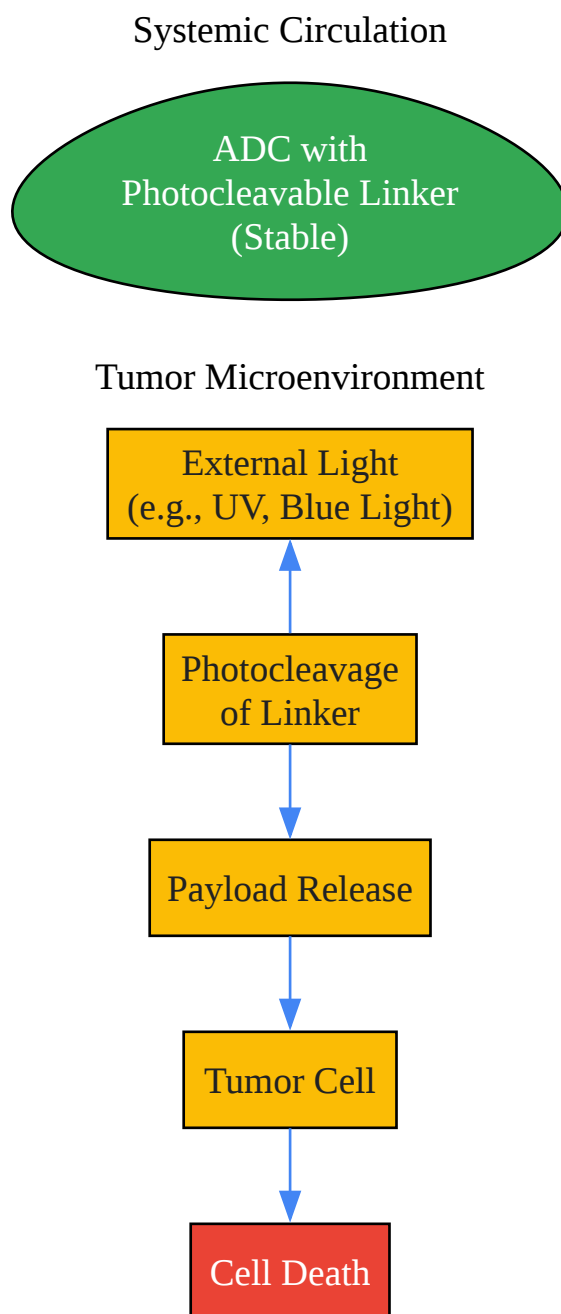 Systemic Circulation
ADC with
Photocleavable Linker
(Stable)
Tumor Microenvironment
External Light
(e.g., UV, Blue Light)
Photocleavage
of Linker
Payload Release
Tumor Cell
Cell Death